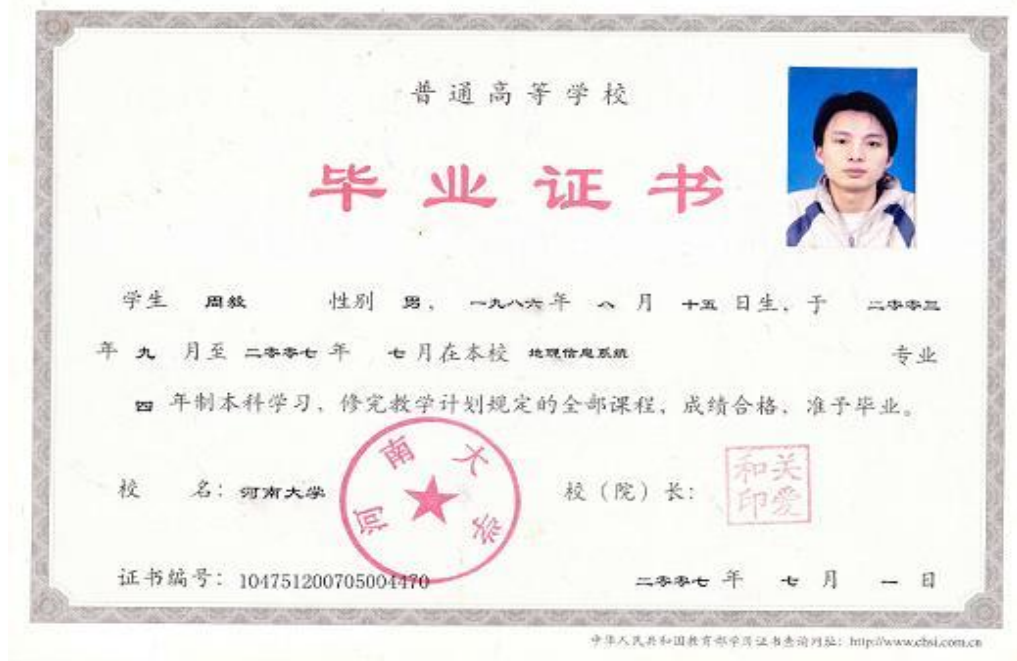 普通高等学校
毕业证书
学生 周毅 性别 男、 一九八六年 八 月 十五 日生、于 二零零三
年 九 月至 二零零七 年 七 月在本校 地理信息系统 专业
四 年制本科学习、修完教学计划规定的全部课程、成绩合格、准予毕业。
校 名：河南大学 校（院）长：
河南大学
关爱和印
证书编号：104751200705004470 二零零七 年 七 月 一 日
中华人民共和国教育部学历证书查询网址：http://www.chsi.com.cn